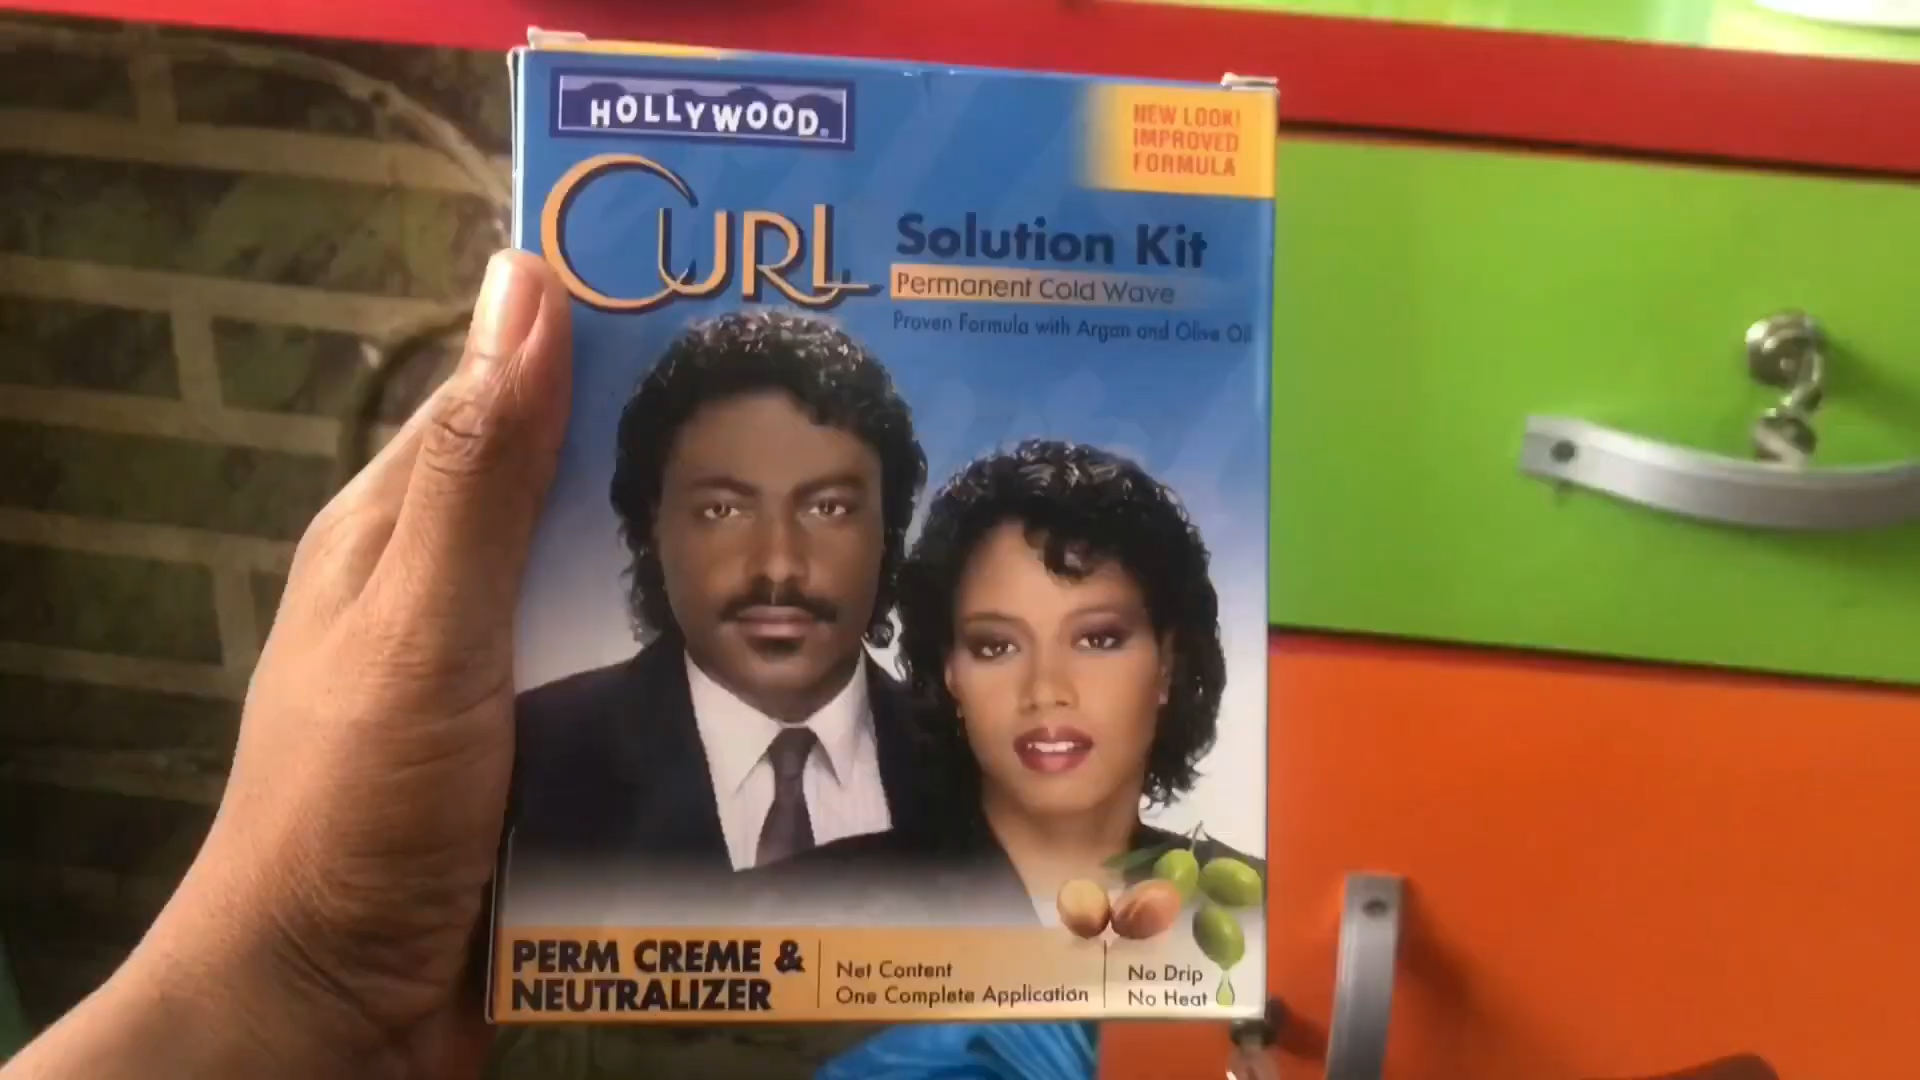 HOLLYWOOD
NEW LOOK!
IMPROVED
FORMULA
CURL
Solution Kit
Permanent Cold Wave
Proven Formula with Argan and Olive Oil
PERM CREME &
NEUTRALIZER
Net Content
One Complete Application
No Drip
No Heat